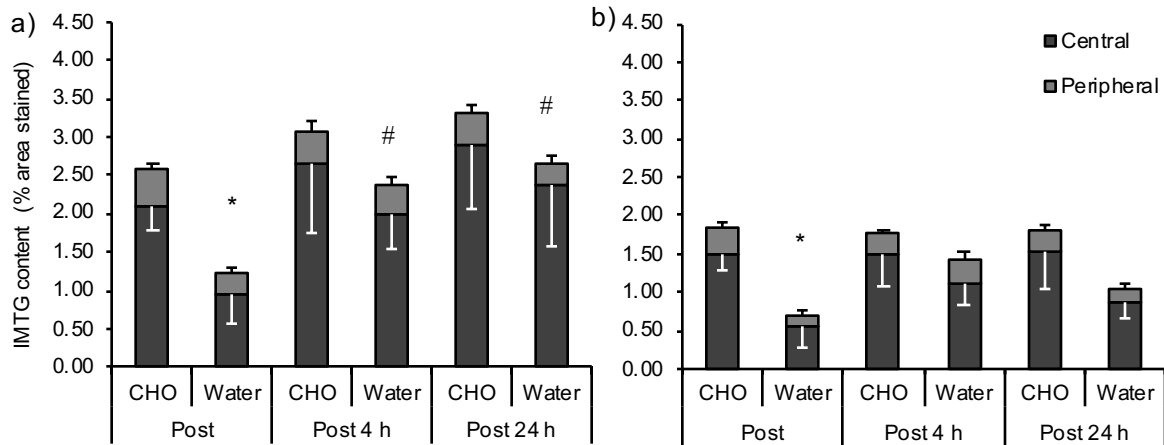 a)
IMTG content (% area stained)
4.50
4.00
3.50
3.00
2.50
2.00
1.50
1.00
0.50
0.00
*
#
#
CHO Water CHO Water CHO Water
Post Post 4 h Post 24 h
b)
4.50
4.00
3.50
3.00
2.50
2.00
1.50
1.00
0.50
0.00
Central
Peripheral
*
CHO Water CHO Water CHO Water
Post Post 4 h Post 24 h